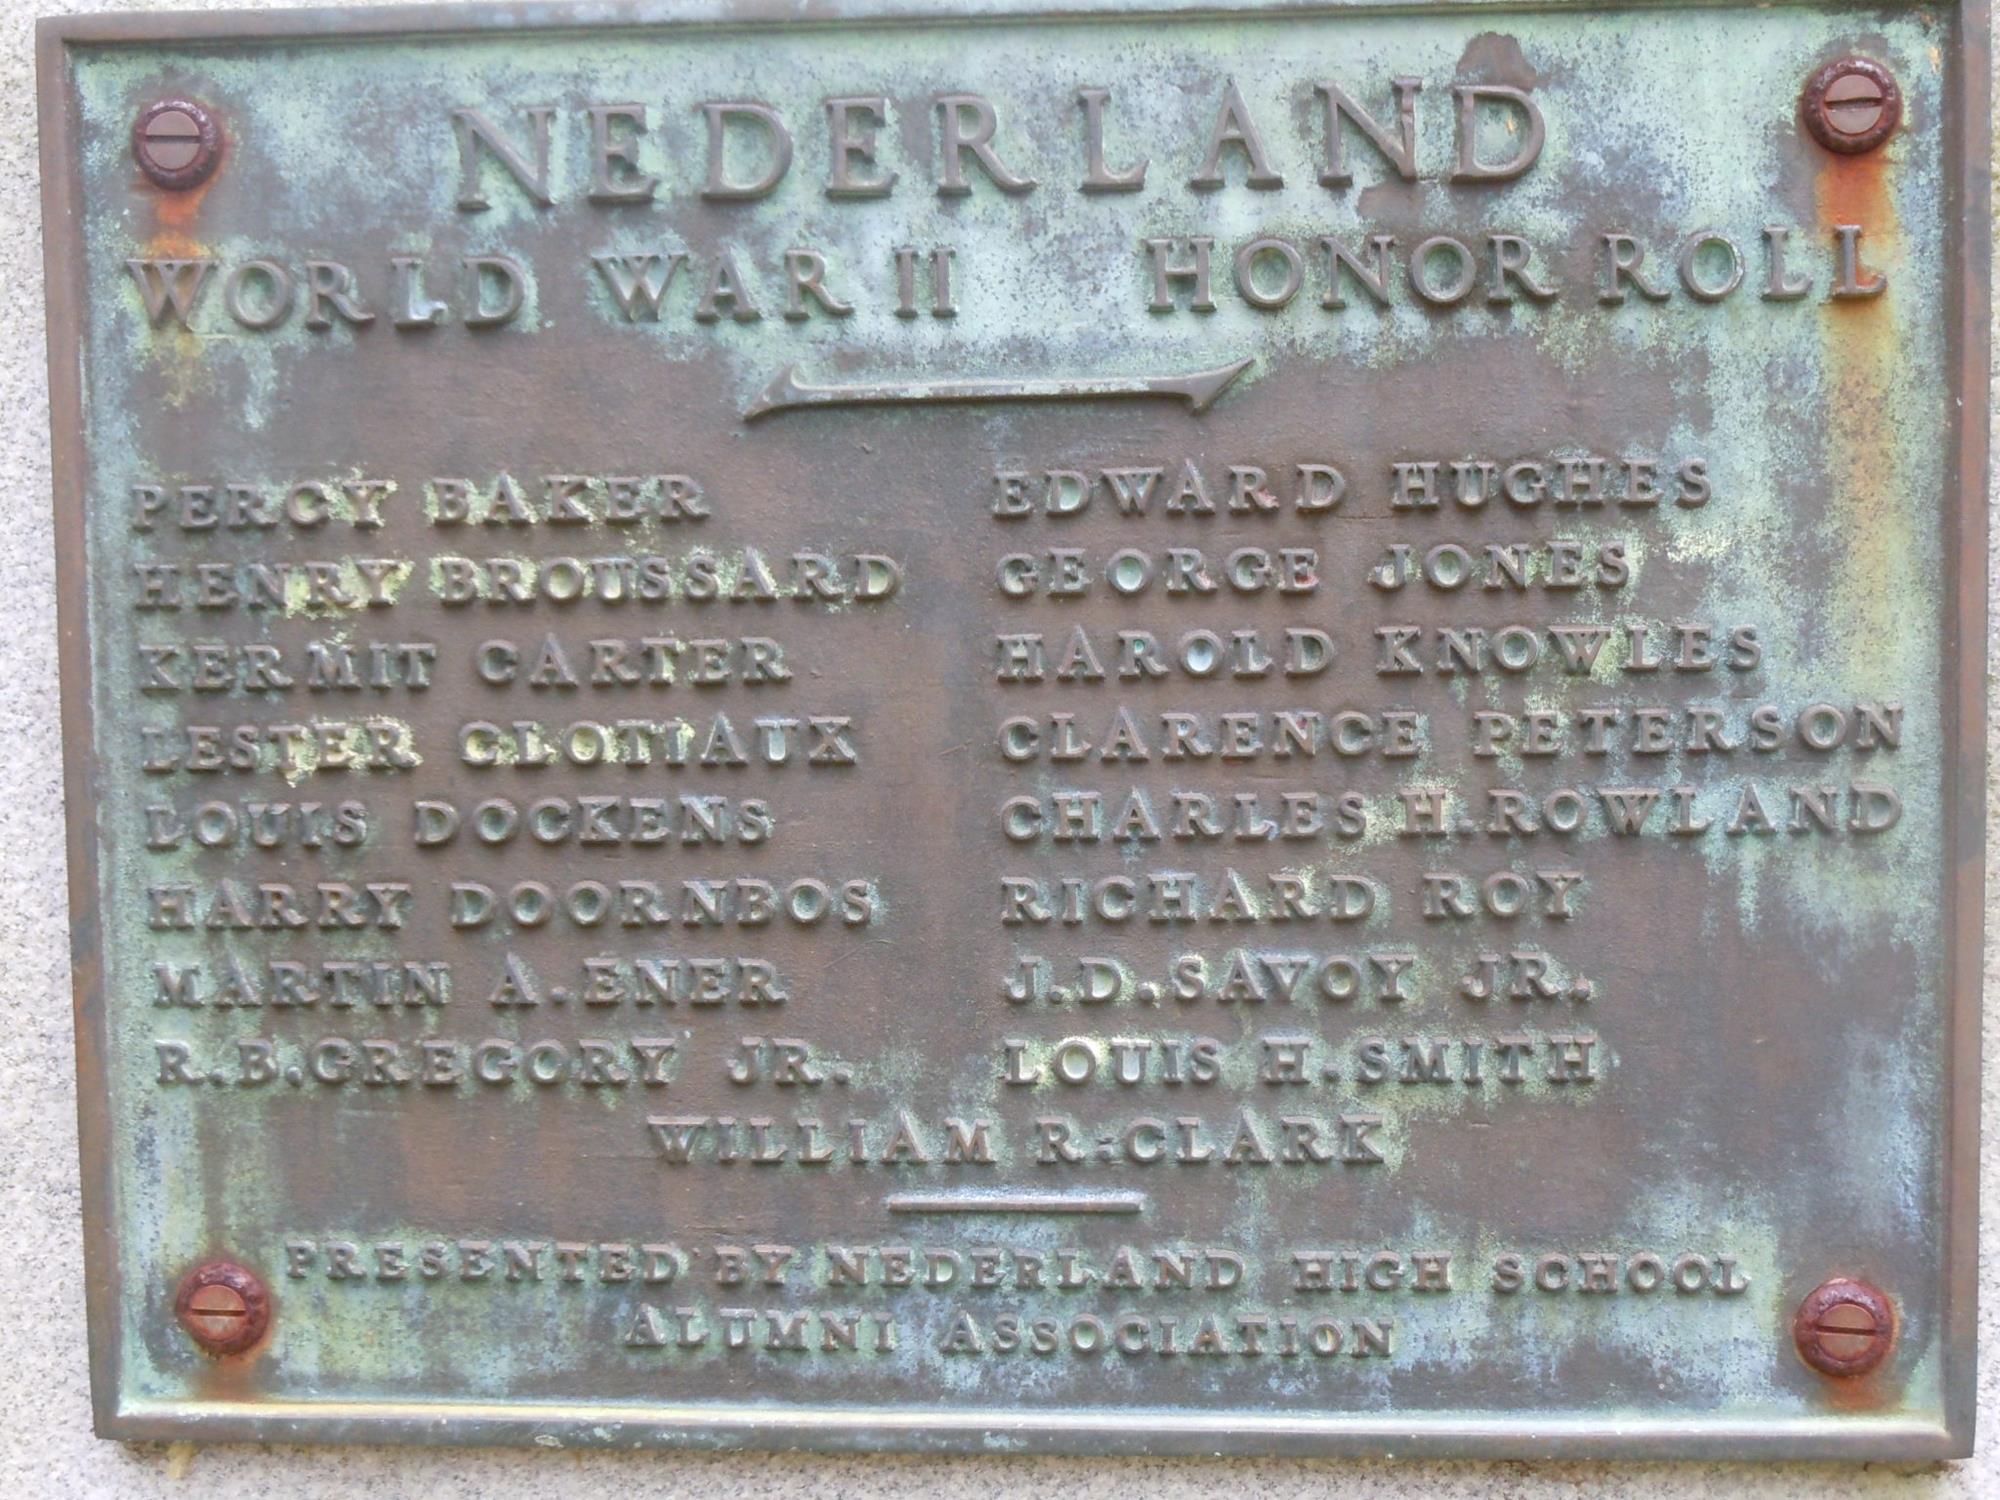 NEDERLAND
WORLD WAR II HONOR ROLL
PERCY BAKER
HENRY BROUSSARD
KERMIT CARTER
LESTER CLOTIAUX
LOUIS DOCKENS
HARRY DOORNBOS
MARTIN A. ENER
R.B. GREGORY JR.
EDWARD HUGHES
GEORGE JONES
HAROLD KNOWLES
CLARENCE PETERSON
CHARLES H. ROWLAND
RICHARD ROY
J.D. SAVOY JR.
LOUIS H. SMITH
WILLIAM R. CLARK
PRESENTED BY NEDERLAND HIGH SCHOOL
ALUMNI ASSOCIATION